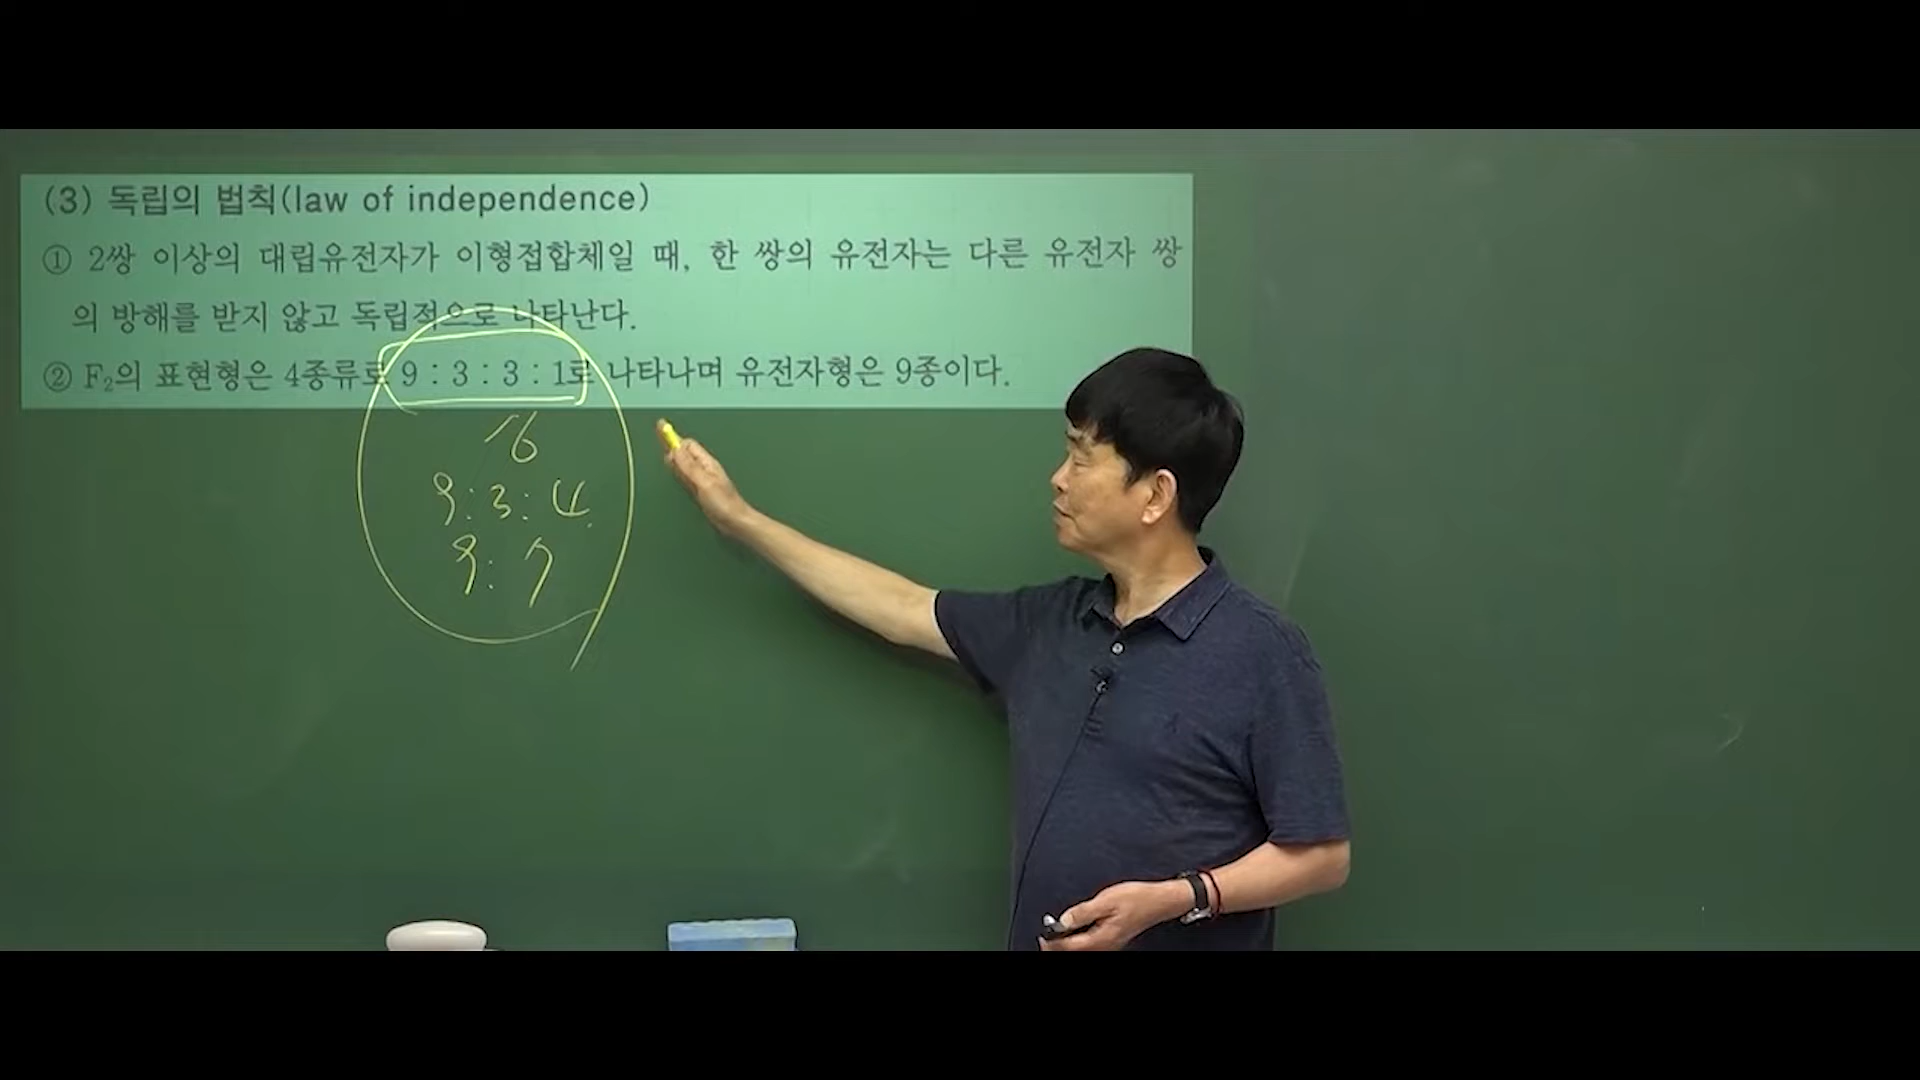 (3) 독립의 법칙(law of independence)
① 2쌍 이상의 대립유전자가 이형접합체일 때, 한 쌍의 유전자는 다른 유전자 쌍
의 방해를 받지 않고 독립적으로 나타난다.
② F₂의 표현형은 4종류로 9 : 3 : 3 : 1로 나타나며 유전자형은 9종이다.
16
9 : 3 : 4
9 : 7